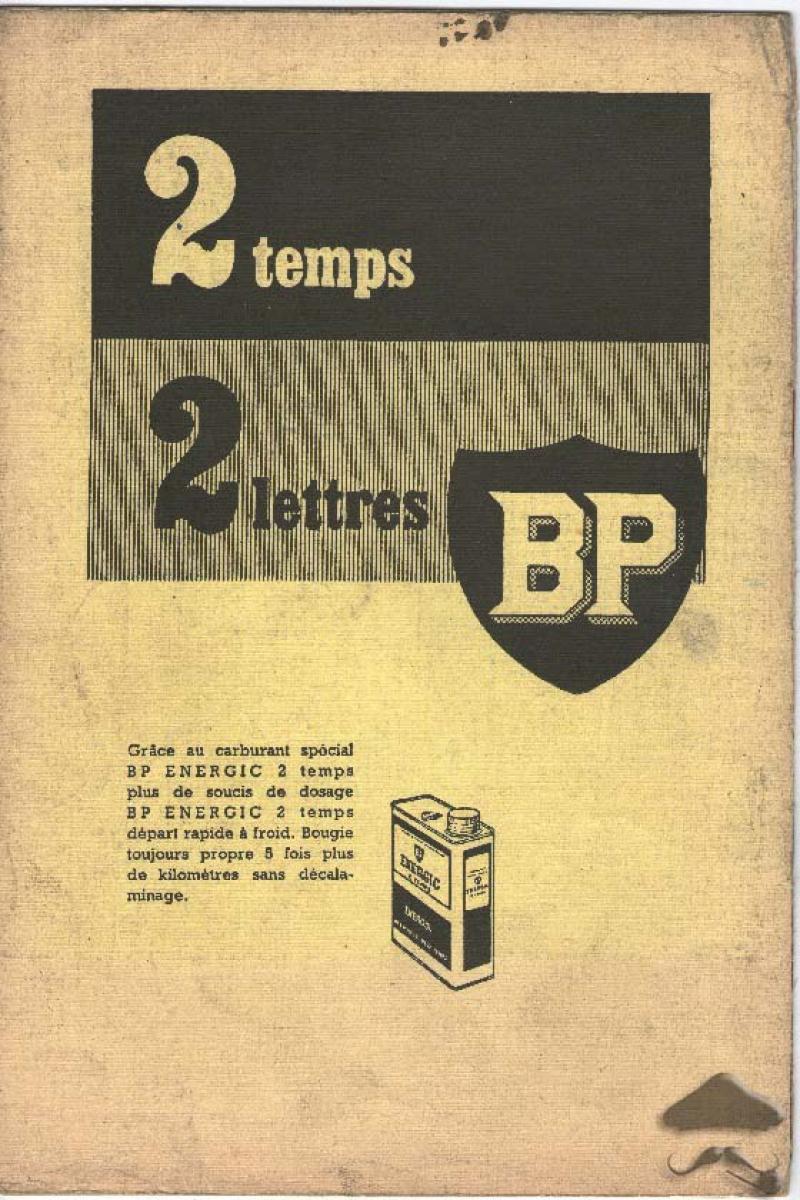 2 temps
2 lettres
BP
Grâce au carburant spécial
BP ENERGIC 2 temps
plus de soucis de dosage
BP ENERGIC 2 temps
départ rapide à froid. Bougie
toujours propre 5 fois plus
de kilomètres sans décala-
minage.
ENERGIC